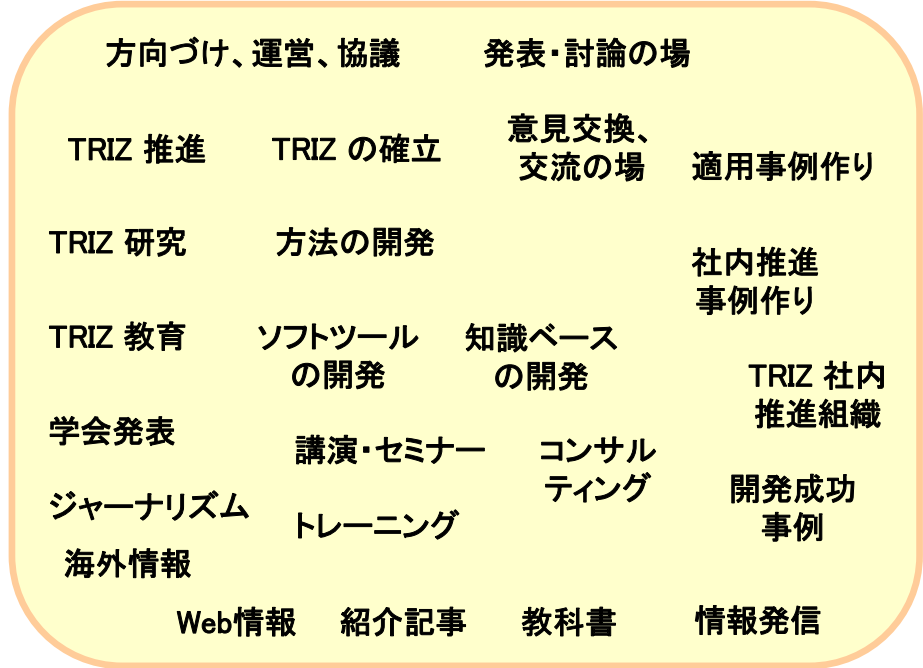 方向づけ、運営、協議
発表・討論の場
TRIZ 推進
TRIZ の確立
意見交換、
交流の場
適用事例作り
TRIZ 研究
方法の開発
社内推進
事例作り
TRIZ 教育
ソフトツール
の開発
知識ベース
の開発
TRIZ 社内
推進組織
学会発表
講演・セミナー
コンサル
ティング
開発成功
事例
ジャーナリズム
トレーニング
海外情報
Web情報
紹介記事
教科書
情報発信